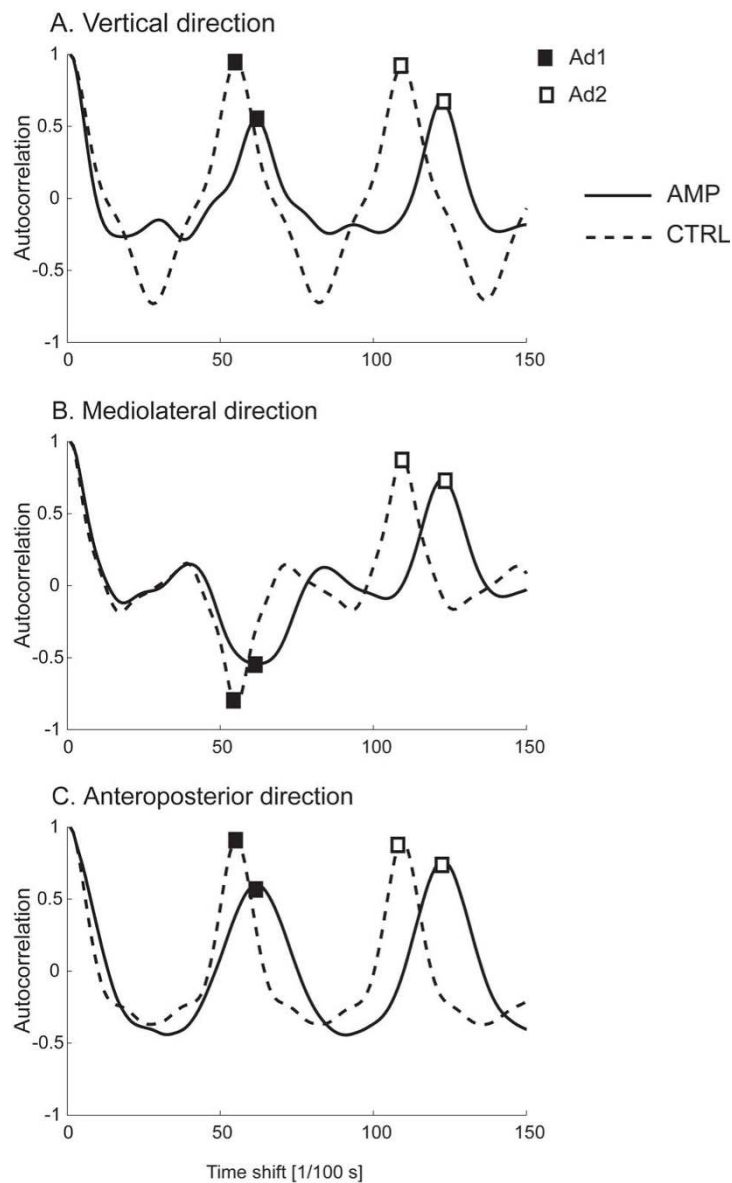 A. Vertical direction
1
0.5
0
-0.5
-1
Autocorrelation
0 50 100 150
Ad1
Ad2
AMP
CTRL
B. Mediolateral direction
1
0.5
0
-0.5
-1
Autocorrelation
0 50 100 150
C. Anteroposterior direction
1
0.5
0
-0.5
-1
Autocorrelation
0 50 100 150
Time shift [1/100 s]